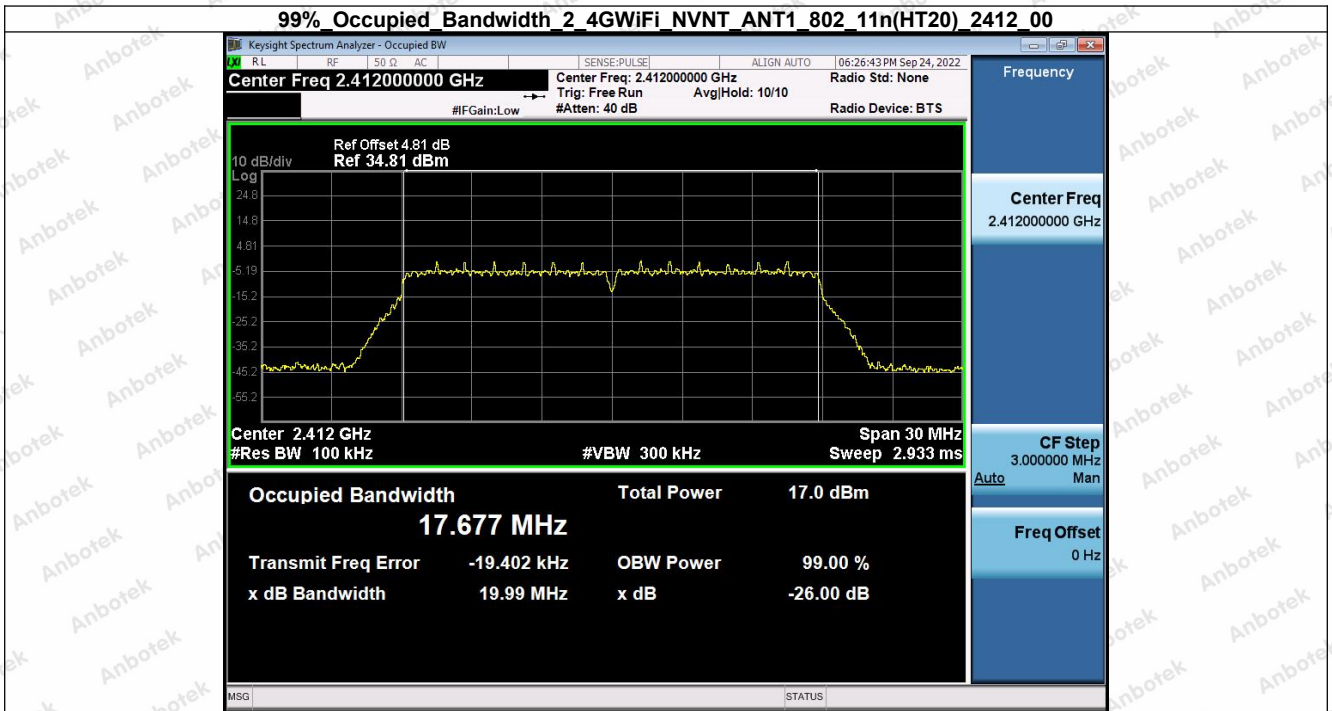 99%_Occupied_Bandwidth_2_4GWiFi_NVNT_ANT1_802_11n(HT20)_2412_00
Keysight Spectrum Analyzer - Occupied BW
LXI RL RF 50 Ω AC SENSE:PULSE ALIGN AUTO 06:26:43 PM Sep 24, 2022
Center Freq 2.412000000 GHz
Center Freq: 2.412000000 GHz Radio Std: None
Trig: Free Run Avg|Hold: 10/10
#IFGain:Low #Atten: 40 dB Radio Device: BTS
Frequency
Ref Offset 4.81 dB
10 dB/div Ref 34.81 dBm
Log
24.8
14.8
4.81
-5.19
-15.2
-25.2
-35.2
-45.2
-55.2
Center 2.412 GHz Span 30 MHz
#Res BW 100 kHz #VBW 300 kHz Sweep 2.933 ms
Center Freq
2.412000000 GHz
CF Step
3.000000 MHz
Auto Man
Freq Offset
0 Hz
Occupied Bandwidth Total Power 17.0 dBm
17.677 MHz
Transmit Freq Error -19.402 kHz OBW Power 99.00 %
x dB Bandwidth 19.99 MHz x dB -26.00 dB
MSG STATUS
Anbotek